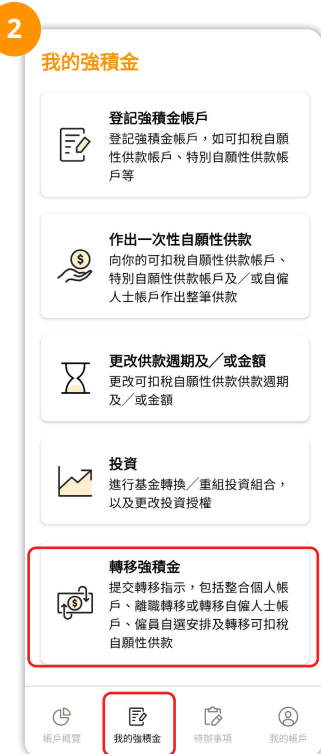 2
我的強積金
登記強積金帳戶
登記強積金帳戶，如可扣稅自願
性供款帳戶、特別自願性供款帳
戶等
作出一次性自願性供款
向你的可扣稅自願性供款帳戶、
特別自願性供款帳戶及／或自僱
人士帳戶作出整筆供款
更改供款週期及／或金額
更改可扣稅自願性供款供款週期
及／或金額
投資
進行基金轉換／重組投資組合，
以及更改投資授權
轉移強積金
提交轉移指示，包括整合個人帳
戶、離職轉移或轉移自僱人士帳
戶、僱員自選安排及轉移可扣稅
自願性供款
帳戶概覽
我的強積金
待辦事項
我的帳戶